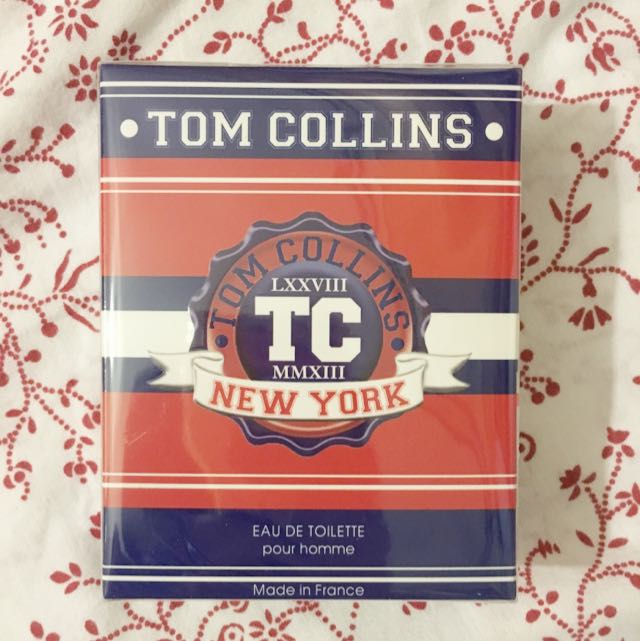 • TOM COLLINS •
• TOM COLLINS •
LXXVIII
TC
MMXIII
NEW YORK
EAU DE TOILETTE
pour homme
Made in France